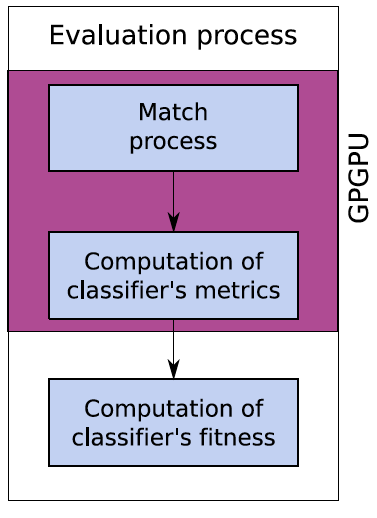 Evaluation process
Match
process
GPGPU
Computation of
classifier's metrics
Computation of
classifier's fitness